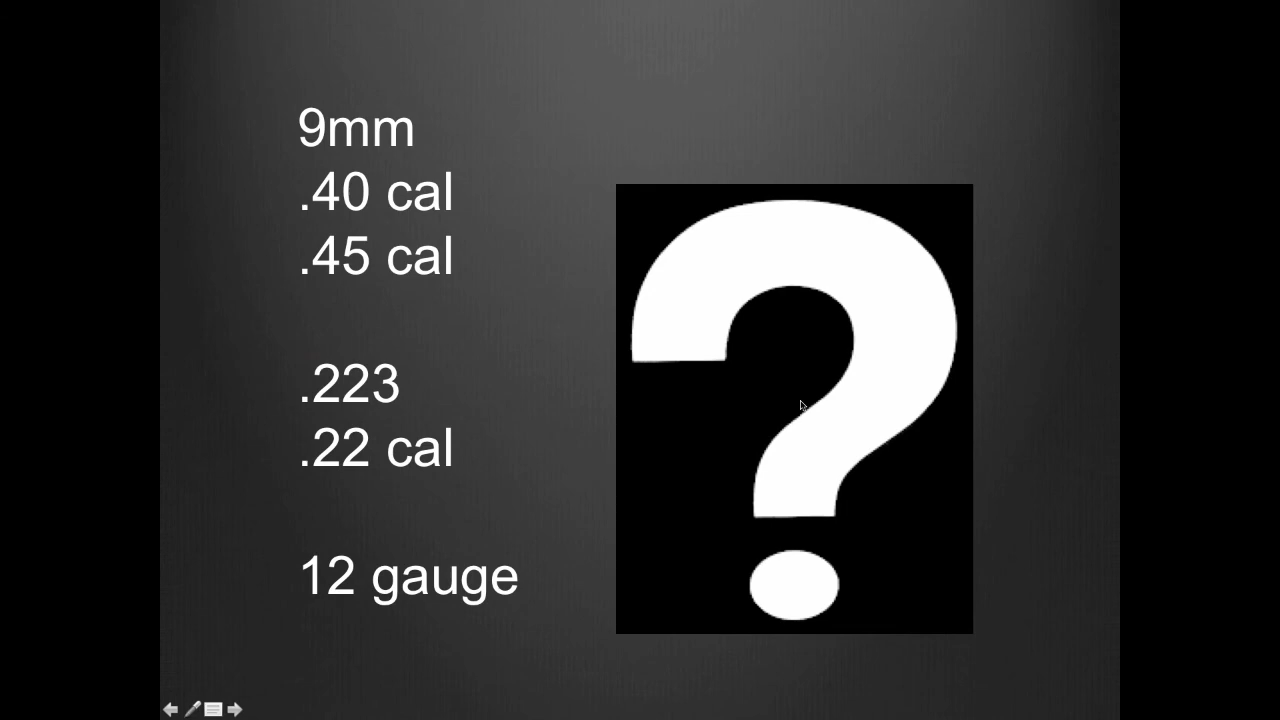 9mm
.40 cal
.45 cal
.223
.22 cal
12 gauge
?